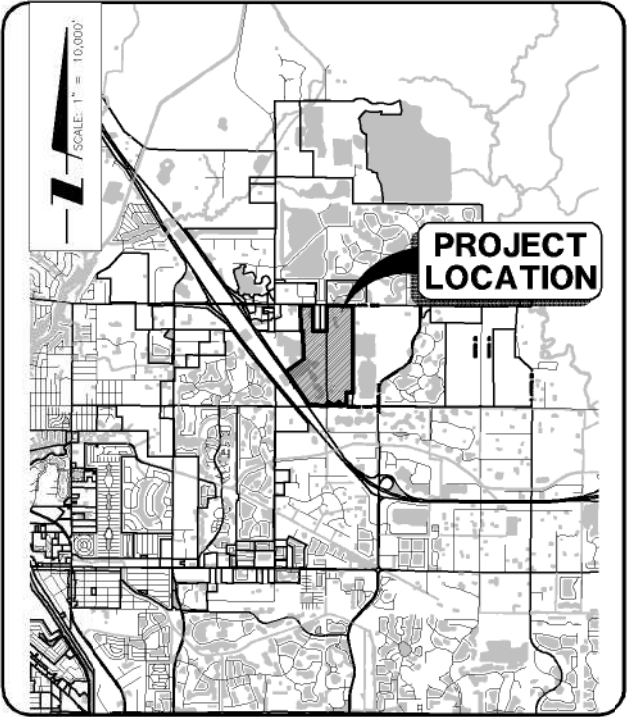 SCALE: 1" = 10,000'
PROJECT
LOCATION